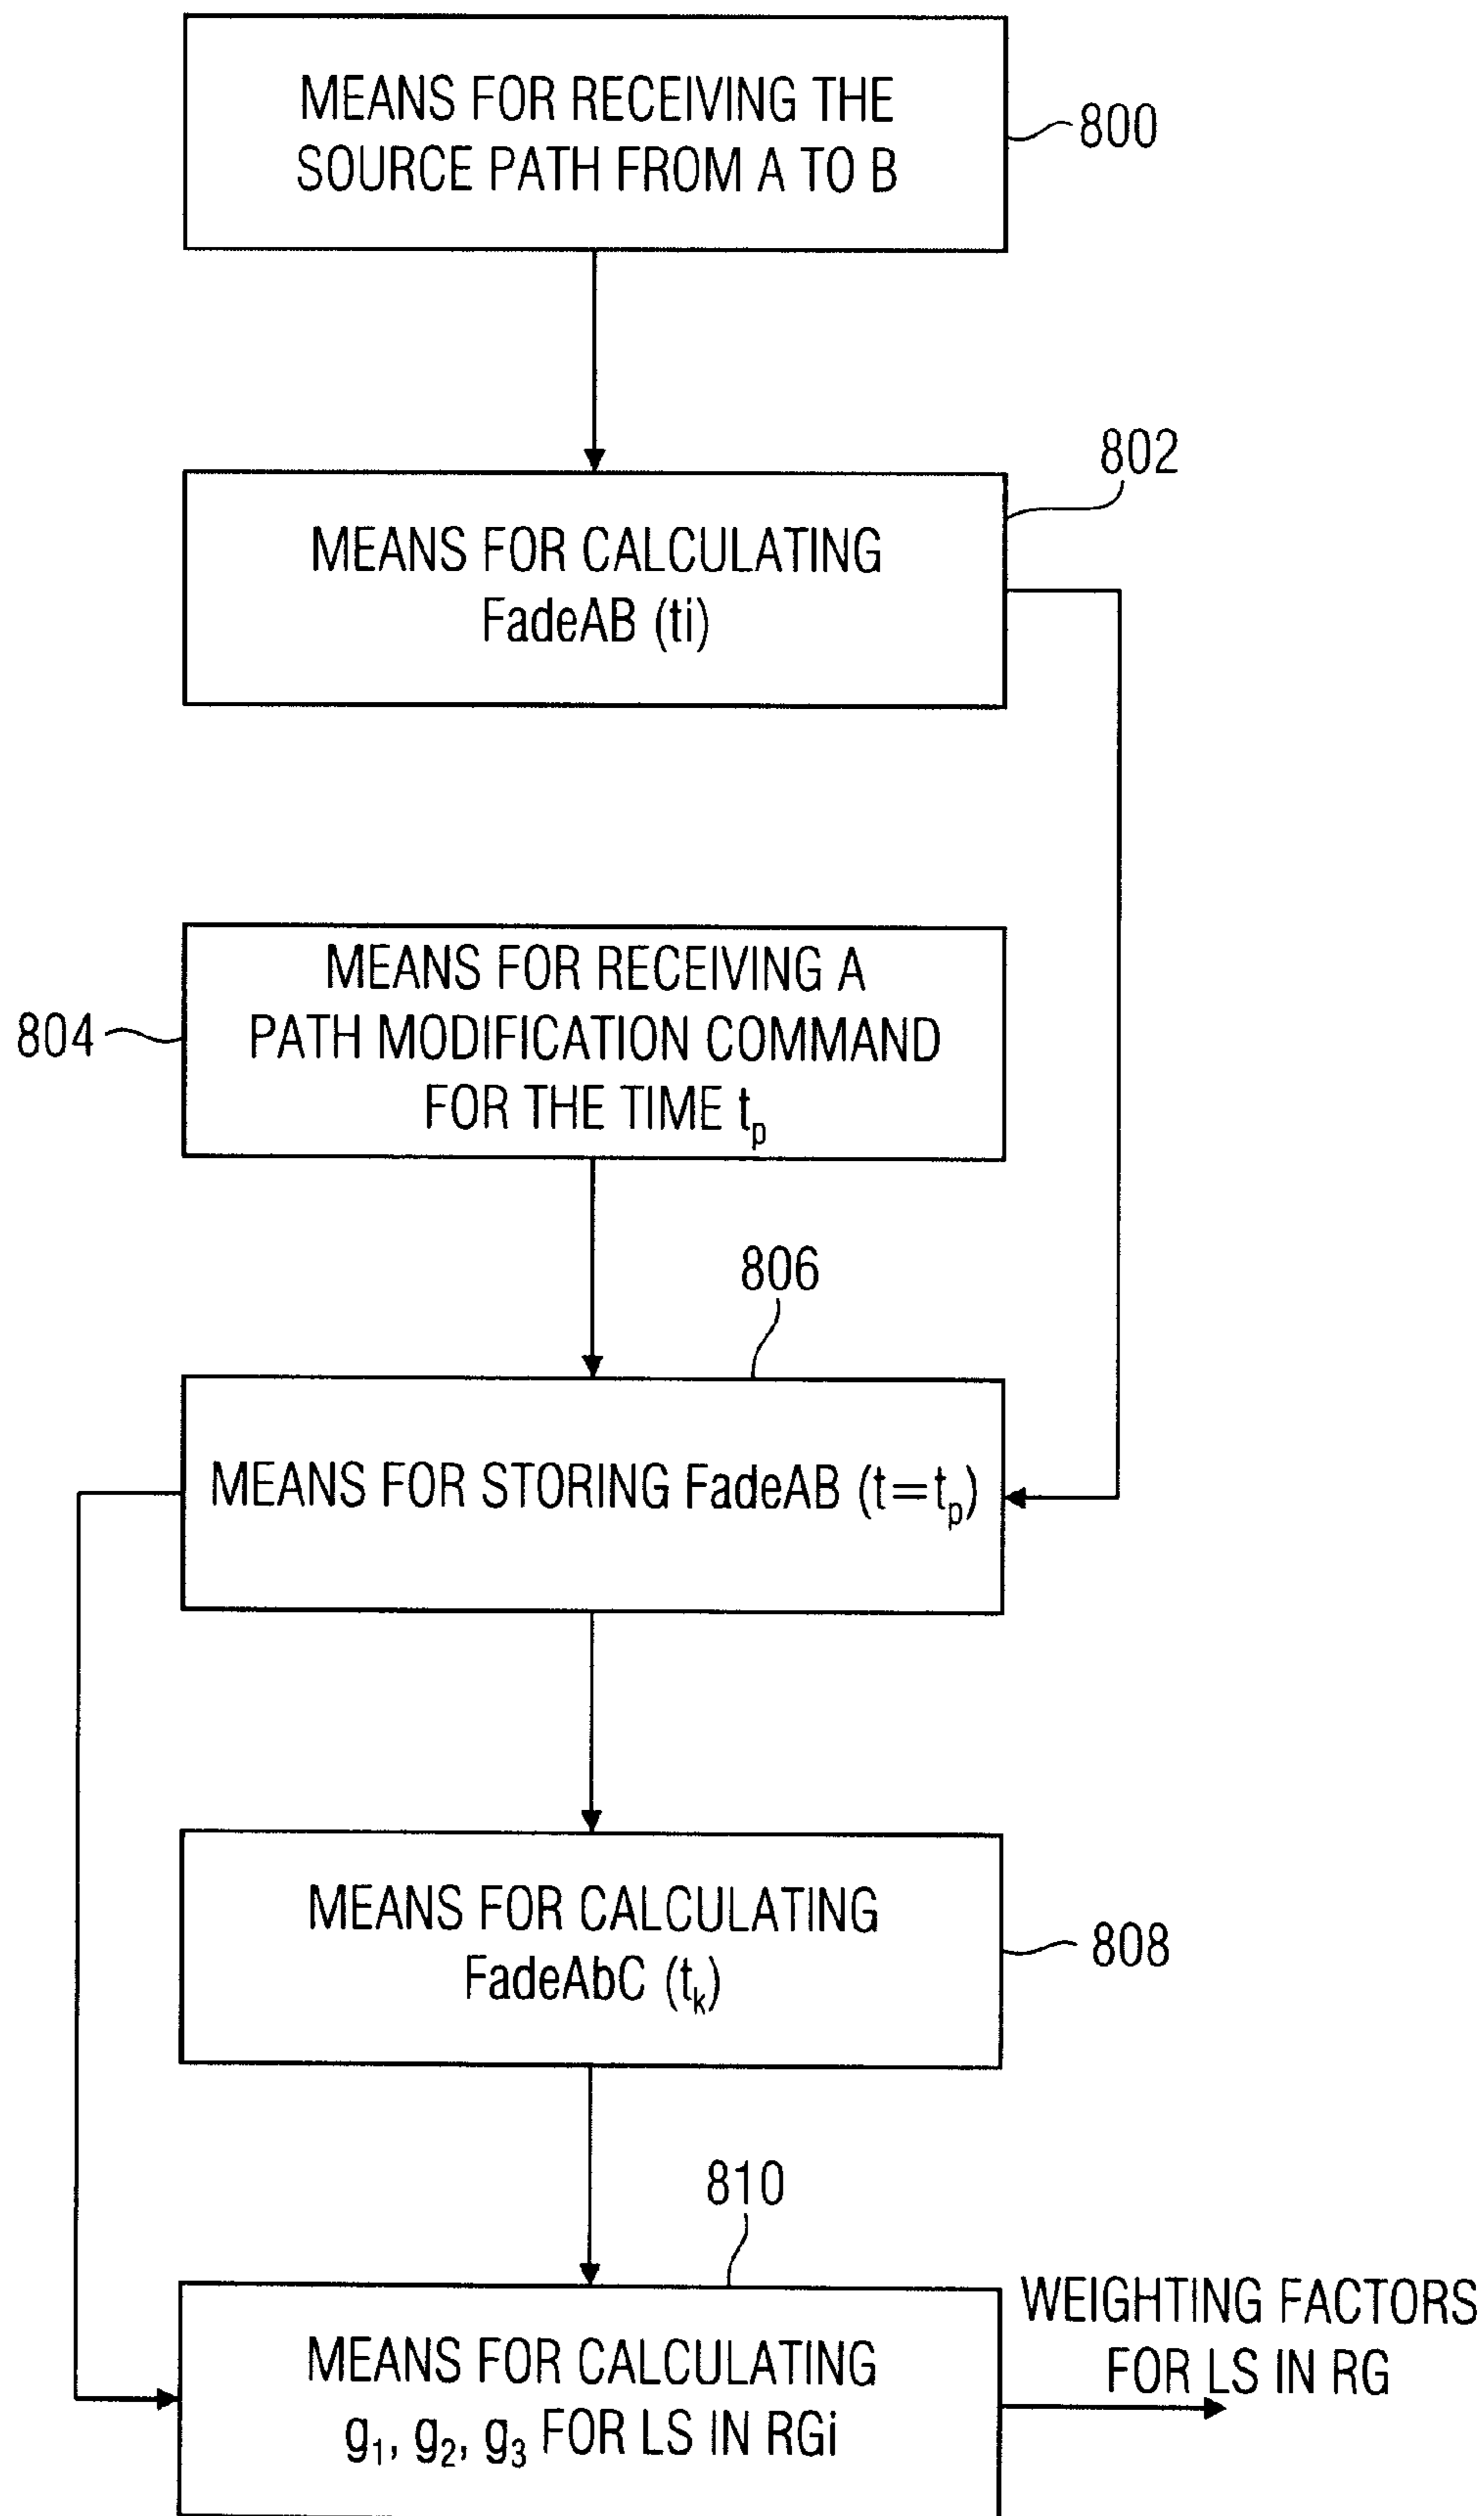 MEANS FOR RECEIVING THE
SOURCE PATH FROM A TO B
800
802
MEANS FOR CALCULATING
FadeAB (ti)
MEANS FOR RECEIVING A
PATH MODIFICATION COMMAND
FOR THE TIME tp
804
806
MEANS FOR STORING FadeAB (t=tp)
MEANS FOR CALCULATING
FadeAbC (tk)
808
810
MEANS FOR CALCULATING
g1, g2, g3 FOR LS IN RGi
WEIGHTING FACTORS
FOR LS IN RG